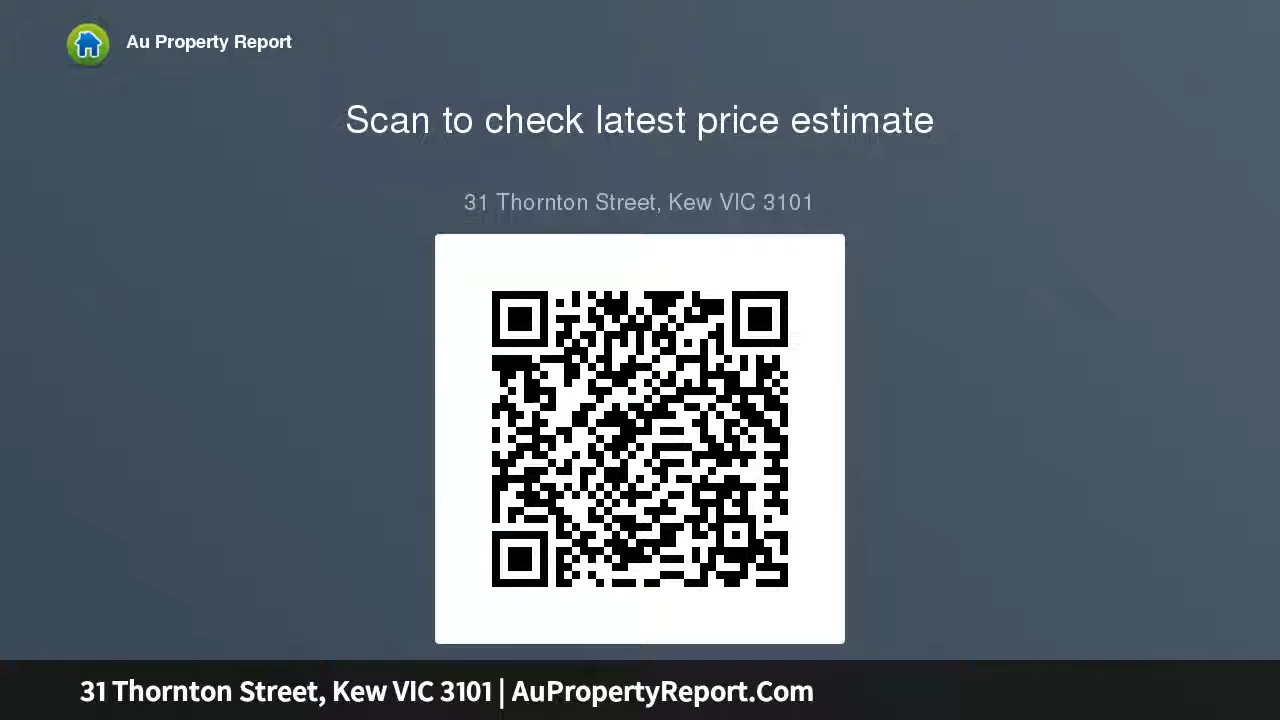 Au Property Report
Scan to check latest price estimate
31 Thornton Street, Kew VIC 3101
31 Thornton Street, Kew VIC 3101 | AuPropertyReport.Com